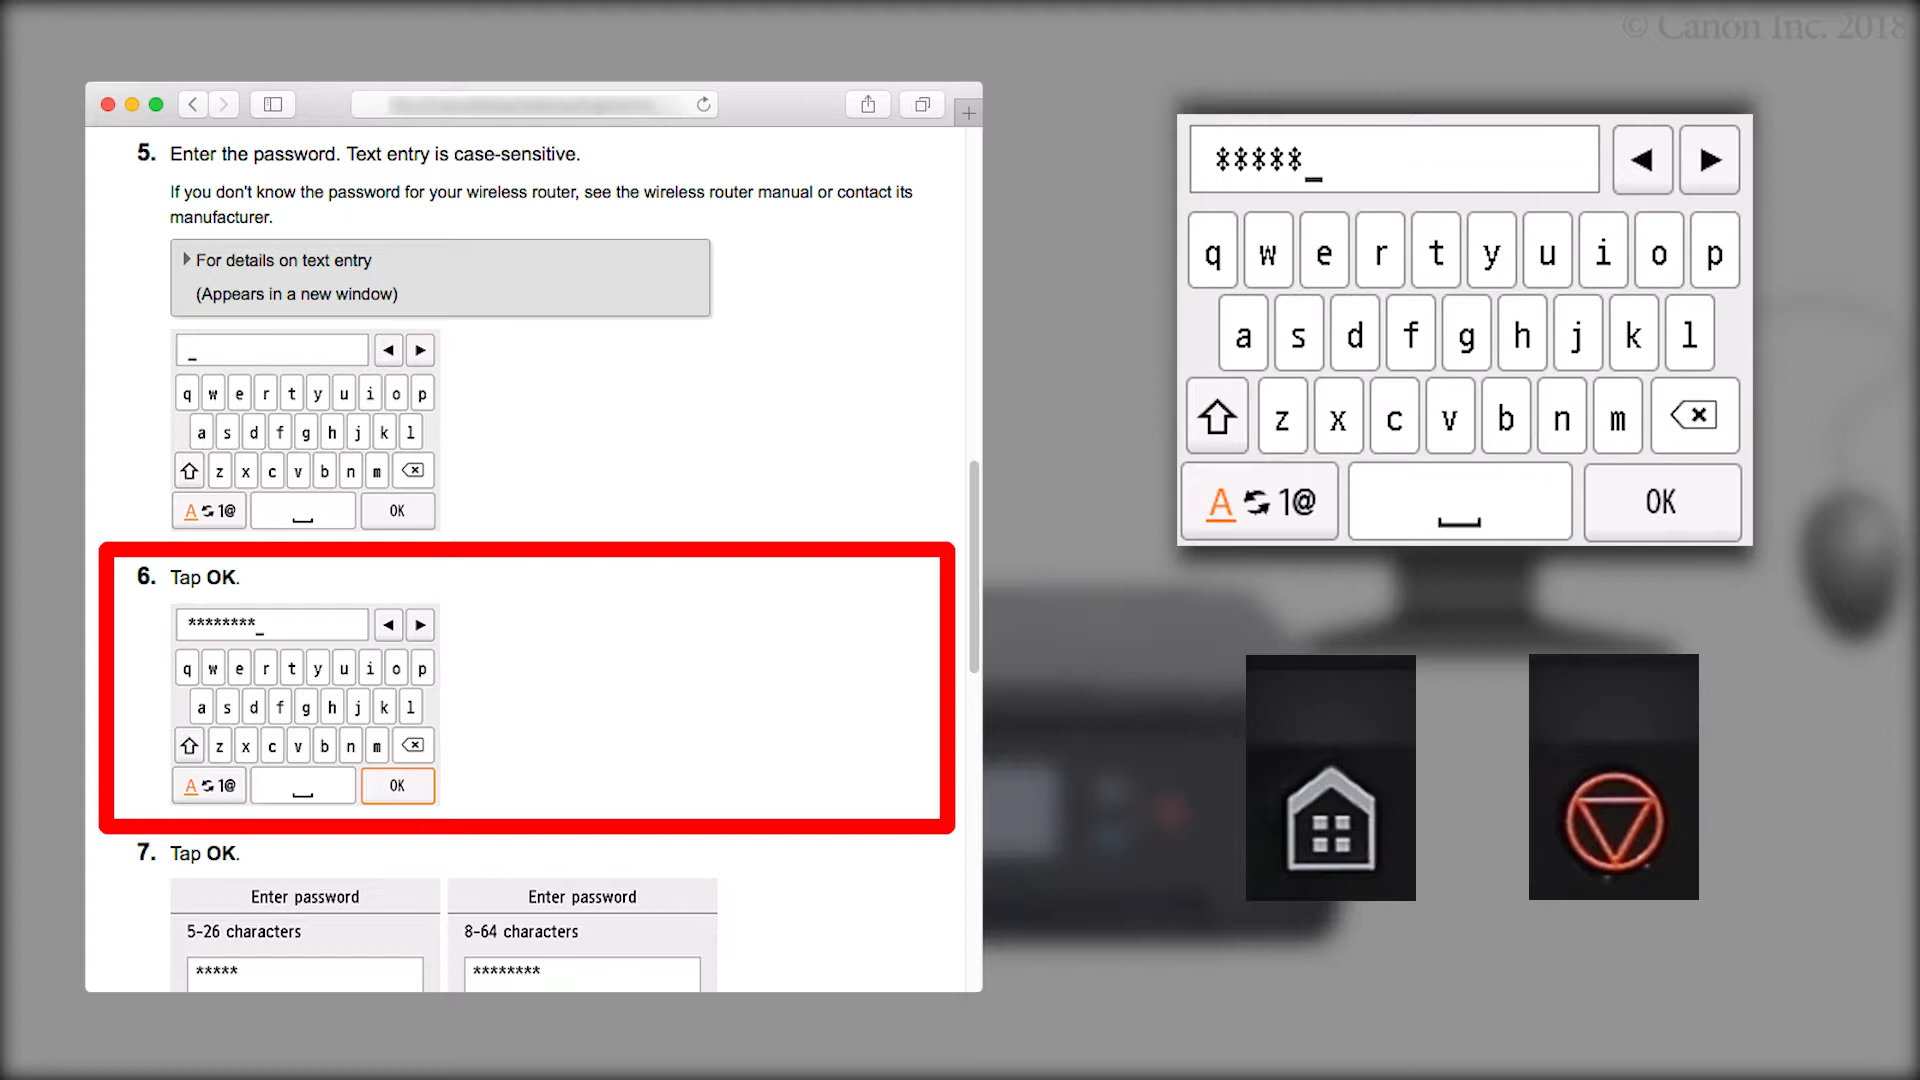 © Canon Inc. 2018
5. Enter the password. Text entry is case-sensitive.
If you don't know the password for your wireless router, see the wireless router manual or contact its
manufacturer.
For details on text entry
(Appears in a new window)
_
q w e r t y u i o p
a s d f g h j k l
z x c v b n m
A 1@ OK
6. Tap OK.
********_
q w e r t y u i o p
a s d f g h j k l
z x c v b n m
A 1@ OK
7. Tap OK.
Enter password
5-26 characters
*****
Enter password
8-64 characters
********
*****_
q w e r t y u i o p
a s d f g h j k l
z x c v b n m
A 1@ OK